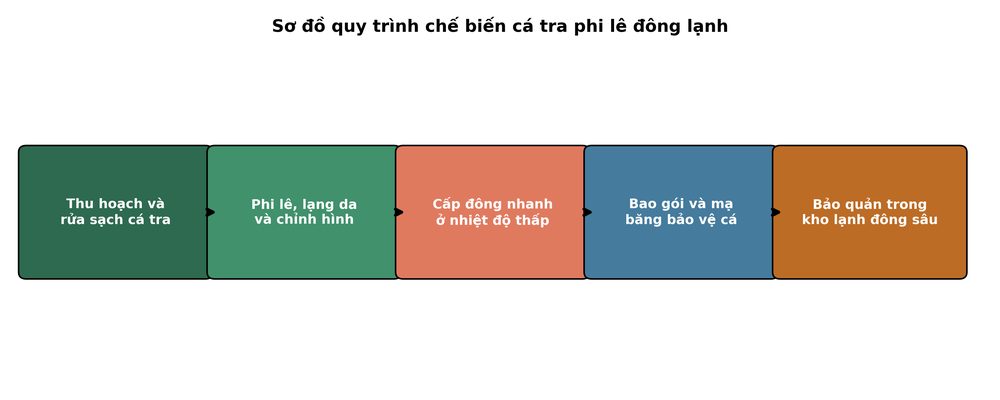 Sơ đồ quy trình chế biến cá tra phi lê đông lạnh
Thu hoạch và
rửa sạch cá tra
Phi lê, lạng da
và chỉnh hình
Cấp đông nhanh
ở nhiệt độ thấp
Bao gói và mạ
băng bảo vệ cá
Bảo quản trong
kho lạnh đông sâu